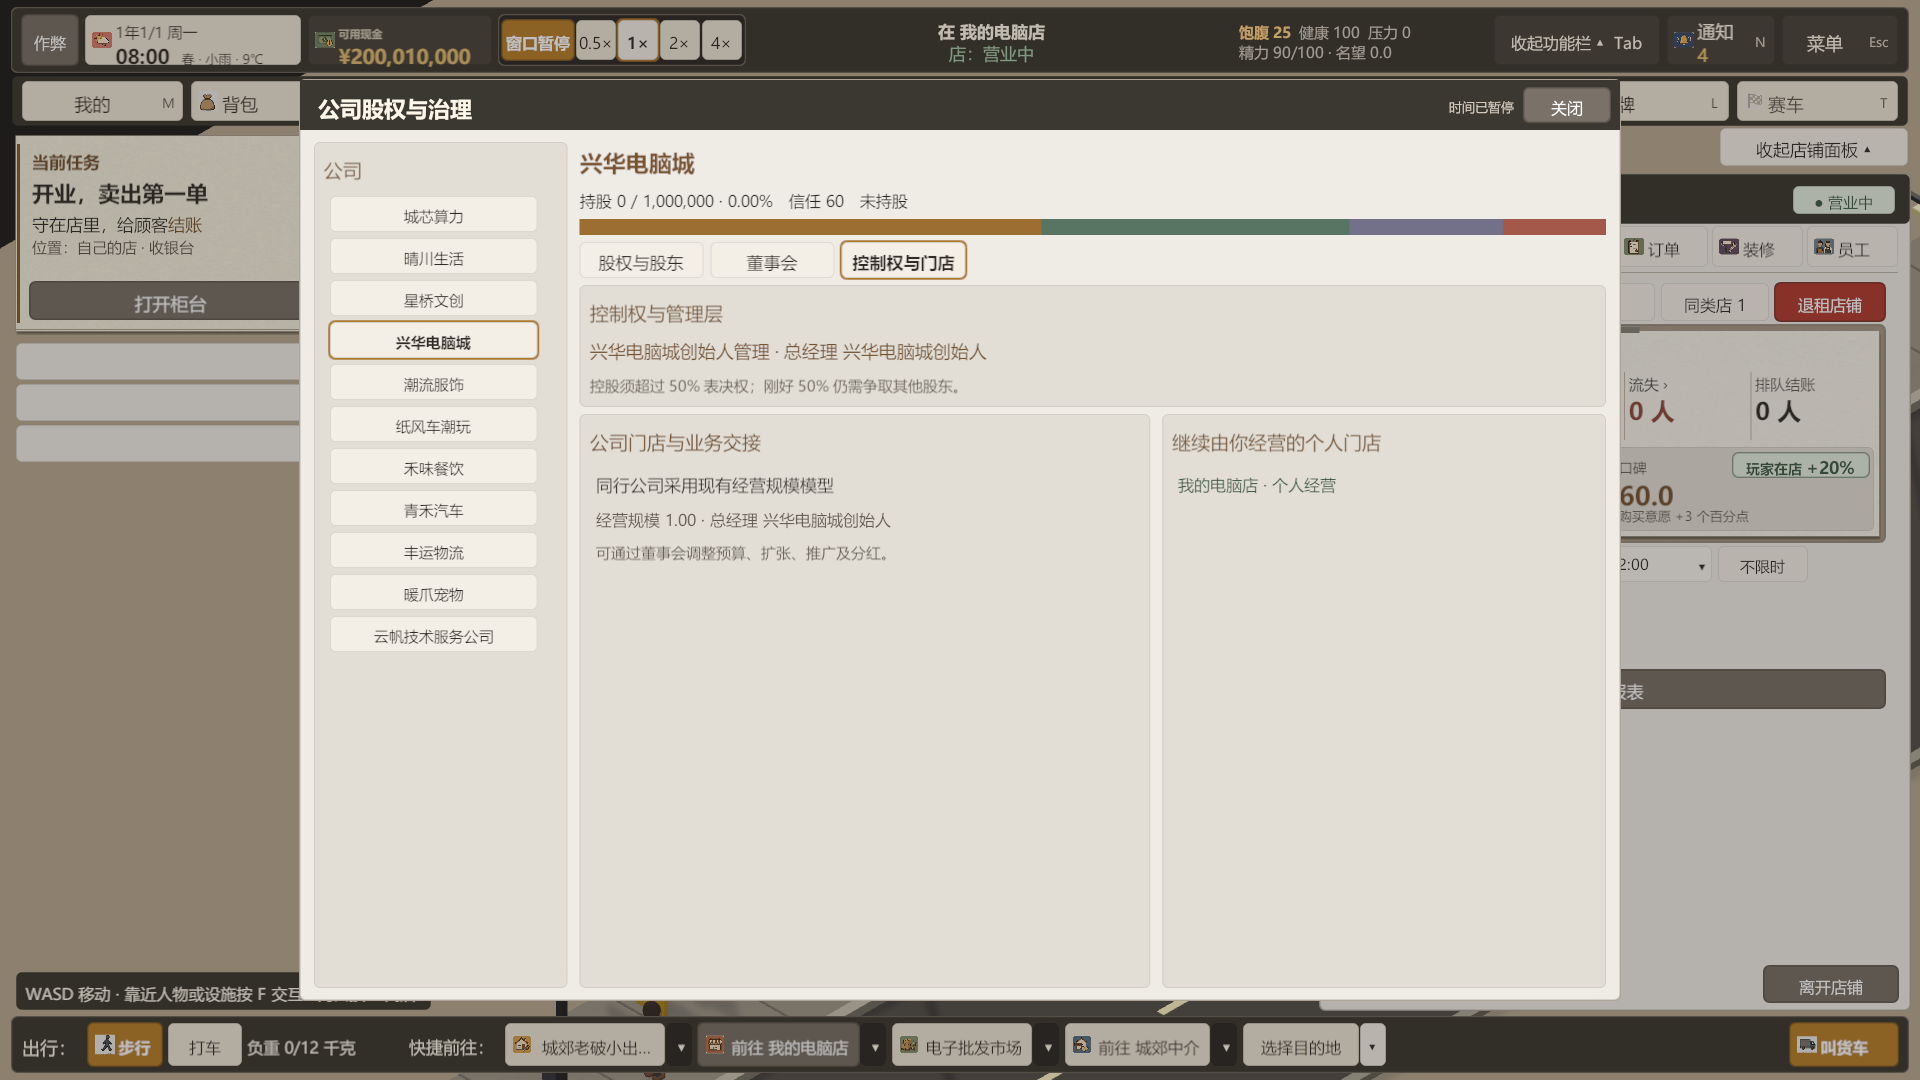 作弊
1年1/1 周一
08:00 春 · 小雨 · 9℃
可用现金
¥200,010,000
窗口暂停
0.5×
1×
2×
4×
在 我的电脑店
店：营业中
饱腹 25 健康 100 压力 0
精力 90/100 · 名望 0.0
收起功能栏 ▴ Tab
通知 4 N
菜单 Esc
我的 M
背包
牌 L
赛车 T
当前任务
开业，卖出第一单
守在店里，给顾客结账
位置：自己的店 · 收银台
打开柜台
收起店铺面板 ▴
● 营业中
订单
装修
员工
同类店 1
退租店铺
流失 ›
0 人
排队结账
0 人
口碑
玩家在店 +20%
60.0
购买意愿 +3 个百分点
2:00 ▾
不限时
报表
离开店铺
公司股权与治理
时间已暂停
关闭
公司
城芯算力
晴川生活
星桥文创
兴华电脑城
潮流服饰
纸风车潮玩
禾味餐饮
青禾汽车
丰运物流
暖爪宠物
云帆技术服务公司
兴华电脑城
持股 0 / 1,000,000 · 0.00% 信任 60 未持股
股权与股东
董事会
控制权与门店
控制权与管理层
兴华电脑城创始人管理 · 总经理 兴华电脑城创始人
控股须超过 50% 表决权；刚好 50% 仍需争取其他股东。
公司门店与业务交接
同行公司采用现有经营规模模型
经营规模 1.00 · 总经理 兴华电脑城创始人
可通过董事会调整预算、扩张、推广及分红。
继续由你经营的个人门店
我的电脑店 · 个人经营
WASD 移动 · 靠近人物或设施按 F 交互
出行：
步行
打车
负重 0/12 千克
快捷前往：
城郊老破小出... ▾
前往 我的电脑店 ▾
电子批发市场 ▾
前往 城郊中介 ▾
选择目的地 ▾
叫货车